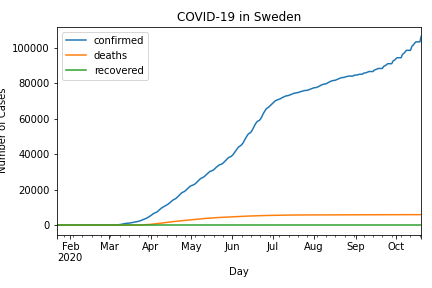 COVID-19 in Sweden
confirmed
deaths
recovered
100000
80000
60000
40000
20000
0
Number of Cases
Feb Mar Apr May Jun Jul Aug Sep Oct
2020
Day